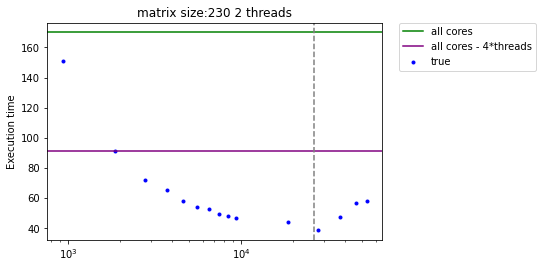 matrix size:230 2 threads
all cores
all cores - 4*threads
true
Execution time
160
140
120
100
80
60
40
10³
10⁴